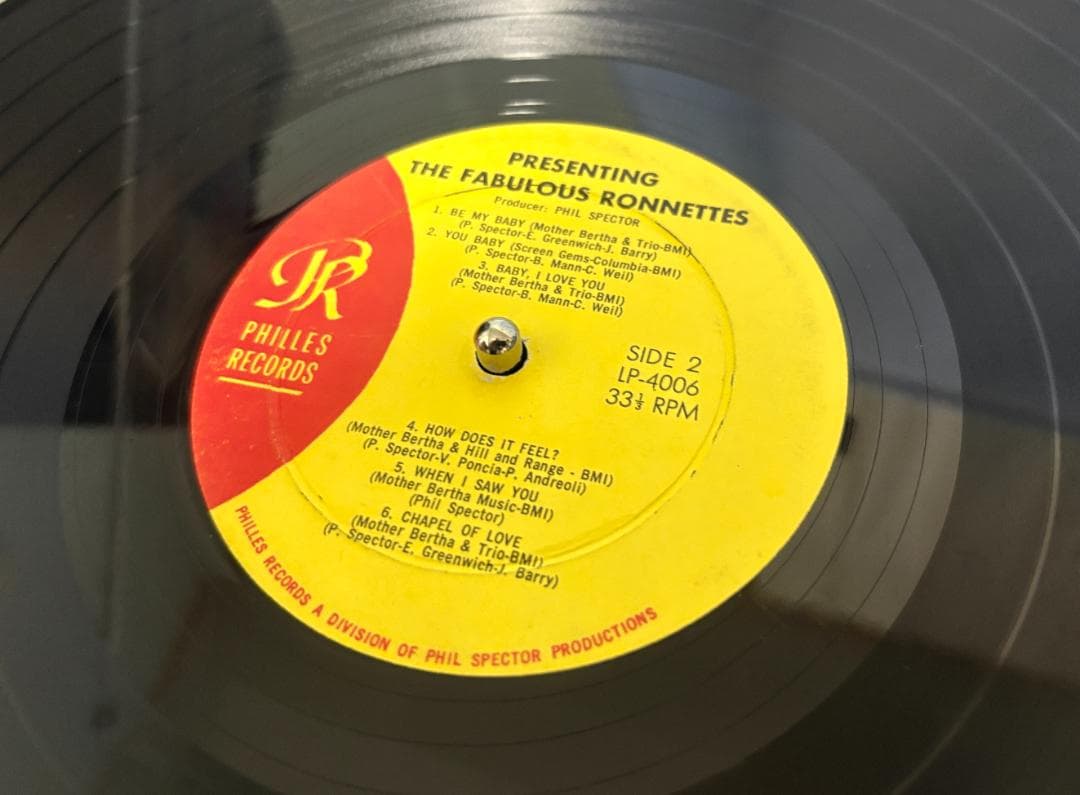 PRESENTING
THE FABULOUS RONNETTES
Producer: PHIL SPECTOR
1. BE MY BABY (Mother Bertha & Trio-BMI)
(P. Spector-E. Greenwich-J. Barry)
2. YOU BABY (Screen Gems-Columbia-BMI)
(P. Spector-B. Mann-C. Weil)
3. BABY, I LOVE YOU
(Mother Bertha & Trio-BMI)
(P. Spector-B. Mann-C. Weil)
PR
PHILLES
RECORDS
SIDE 2
LP-4006
33⅓ RPM
4. HOW DOES IT FEEL?
(Mother Bertha & Hill and Range - BMI)
(P. Spector-V. Poncia-P. Andreoli)
5. WHEN I SAW YOU
(Mother Bertha Music-BMI)
(Phil Spector)
6. CHAPEL OF LOVE
(Mother Bertha & Trio-BMI)
(P. Spector-E. Greenwich-J. Barry)
PHILLES RECORDS A DIVISION OF PHIL SPECTOR PRODUCTIONS